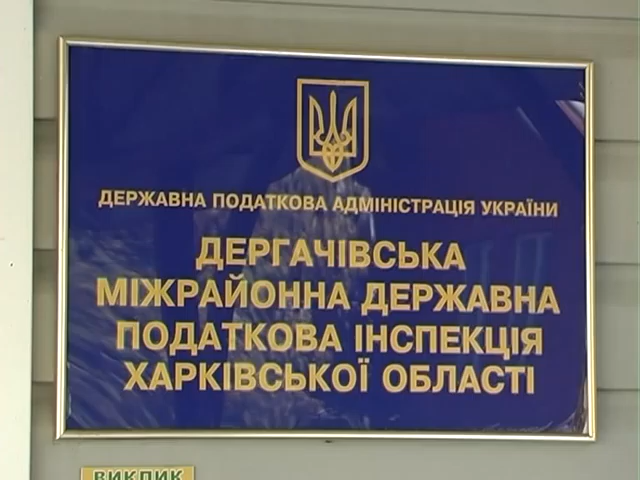 ДЕРЖАВНА ПОДАТКОВА АДМІНІСТРАЦІЯ УКРАЇНИ
ДЕРГАЧІВСЬКА
МІЖРАЙОННА ДЕРЖАВНА
ПОДАТКОВА ІНСПЕКЦІЯ
ХАРКІВСЬКОЇ ОБЛАСТІ
ВИКЛИК